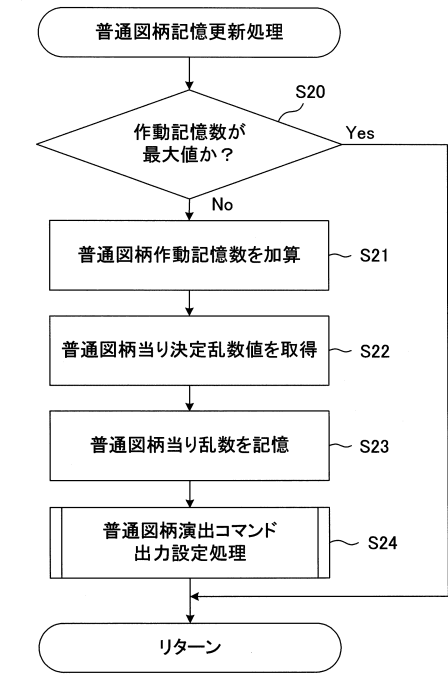 普通図柄記憶更新処理
S20
作動記憶数が
最大値か？
Yes
No
普通図柄作動記憶数を加算
S21
普通図柄当り決定乱数値を取得
S22
普通図柄当り乱数を記憶
S23
普通図柄演出コマンド
出力設定処理
S24
リターン